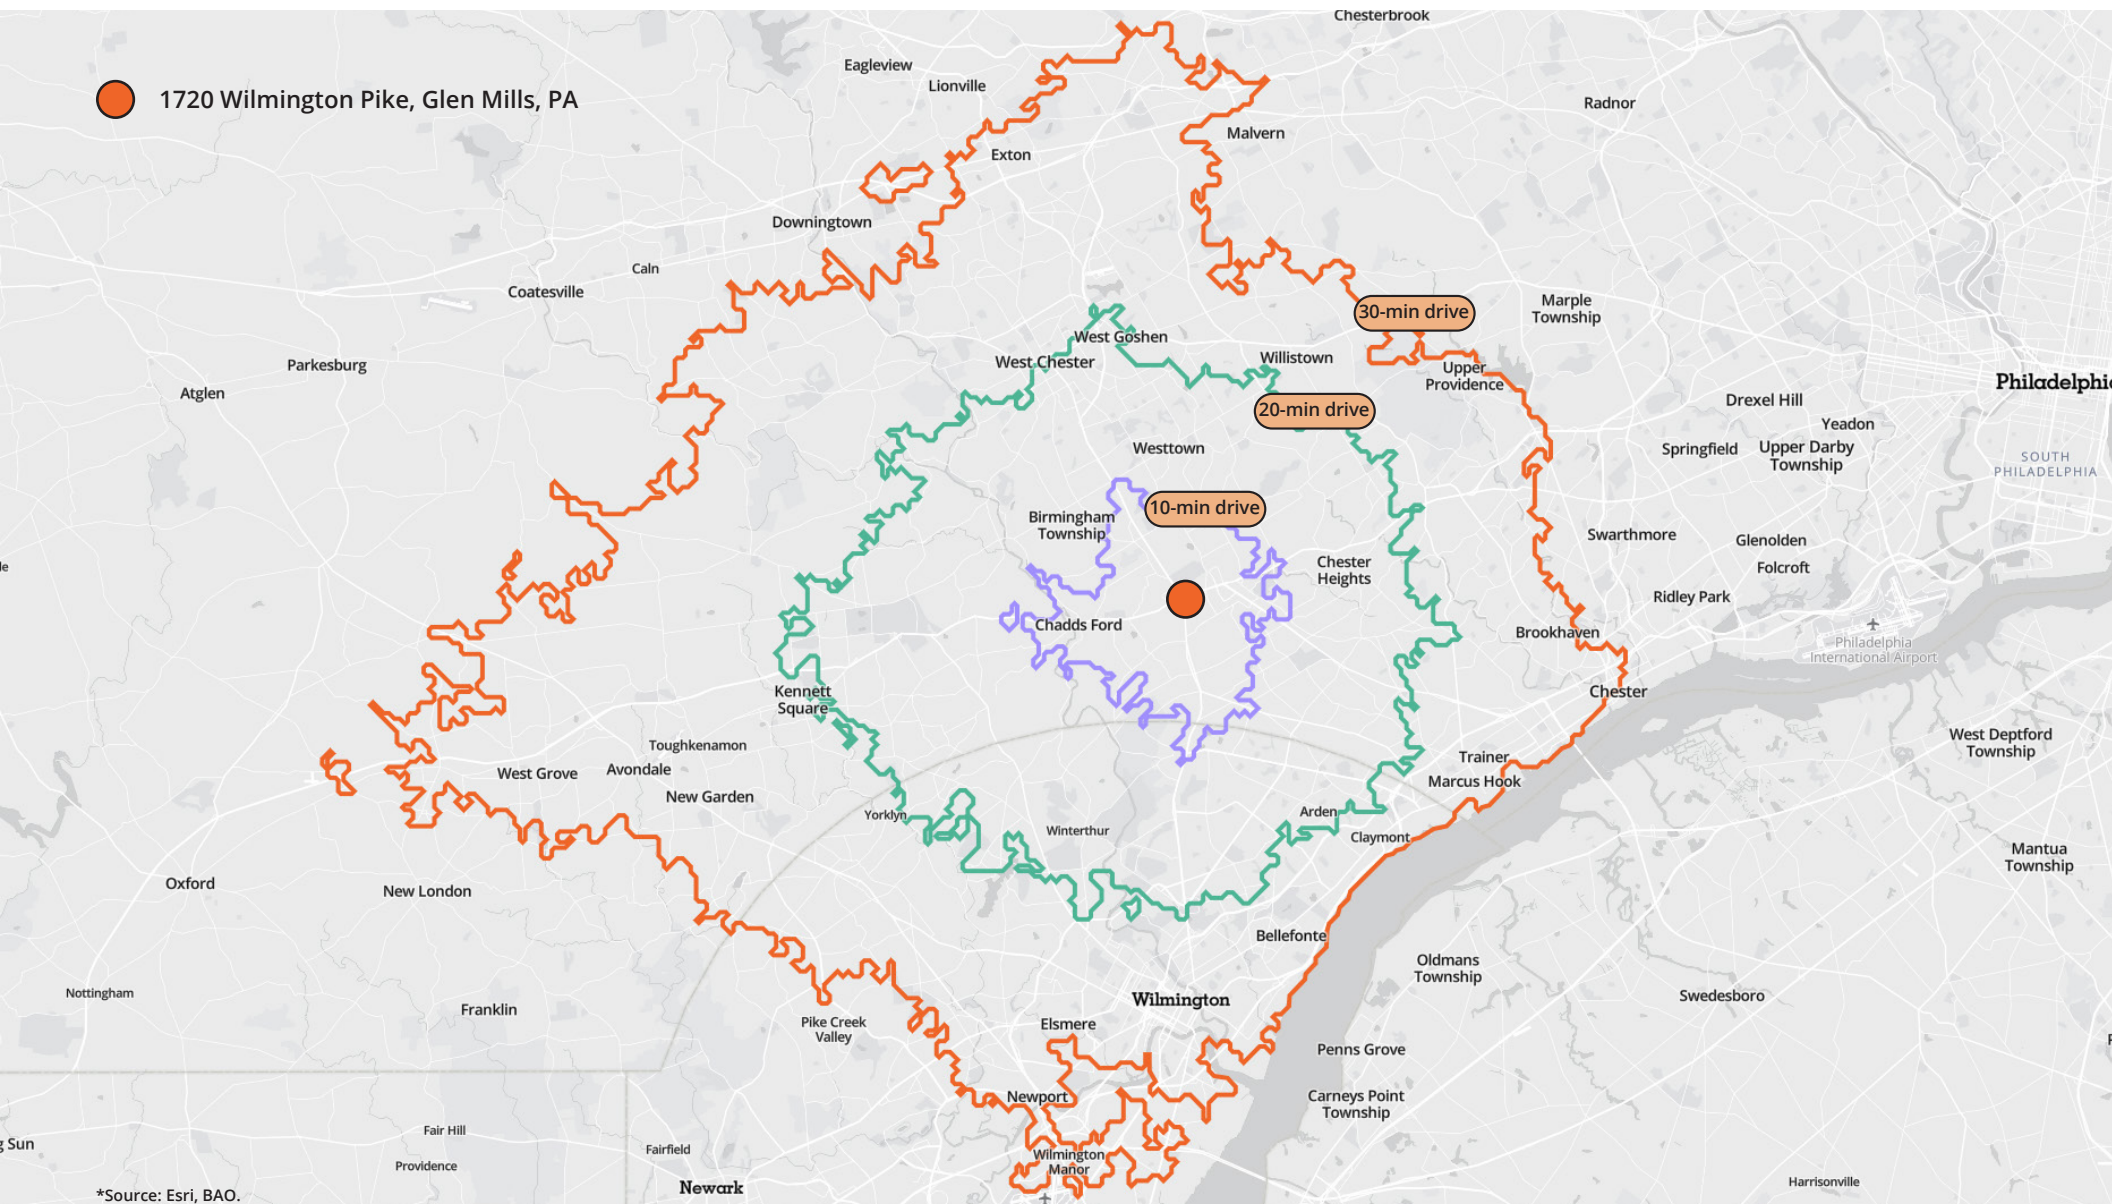 Chesterbrook
Eagleview
Lionville
1720 Wilmington Pike, Glen Mills, PA
Radnor
Malvern
Exton
Downingtown
Caln
Coatesville
Marple
Township
30-min drive
West Goshen
Willistown
West Chester
Parkesburg
Upper
Providence
Philadelphi
Atglen
Drexel Hill
20-min drive
Yeadon
Westtown
Springfield
Upper Darby
Township
SOUTH
PHILADELPHIA
10-min drive
Birmingham
Township
Swarthmore
Glenolden
Folcroft
Chester
Heights
Ridley Park
Chadds Ford
Brookhaven
Philadelphia
International Airport
Kennett
Square
Chester
West Deptford
Township
Toughkenamon
Trainer
West Grove
Avondale
Marcus Hook
New Garden
Yorklyn
Arden
Winterthur
Claymont
Mantua
Township
Oxford
New London
Bellefonte
Oldmans
Township
Nottingham
Franklin
Wilmington
Swedesboro
Pike Creek
Valley
Elsmere
Penns Grove
Newport
Carneys Point
Township
Fair Hill
g Sun
Fairfield
Wilmington
Manor
Providence
Newark
Harrisonville
*Source: Esri, BAO.